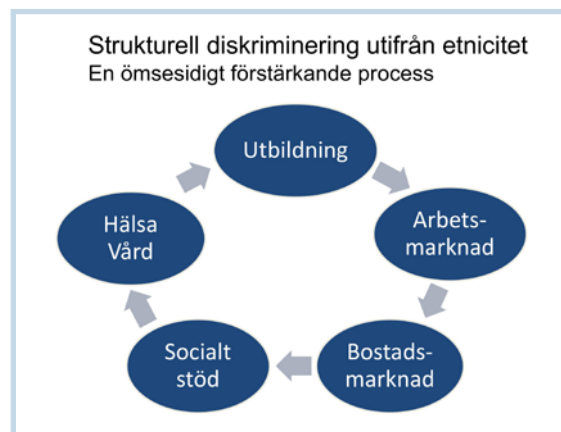 Strukturell diskriminering utifrån etnicitet
En ömsesidigt förstärkande process
Utbildning
Arbets-
marknad
Bostads-
marknad
Socialt
stöd
Hälsa
Vård